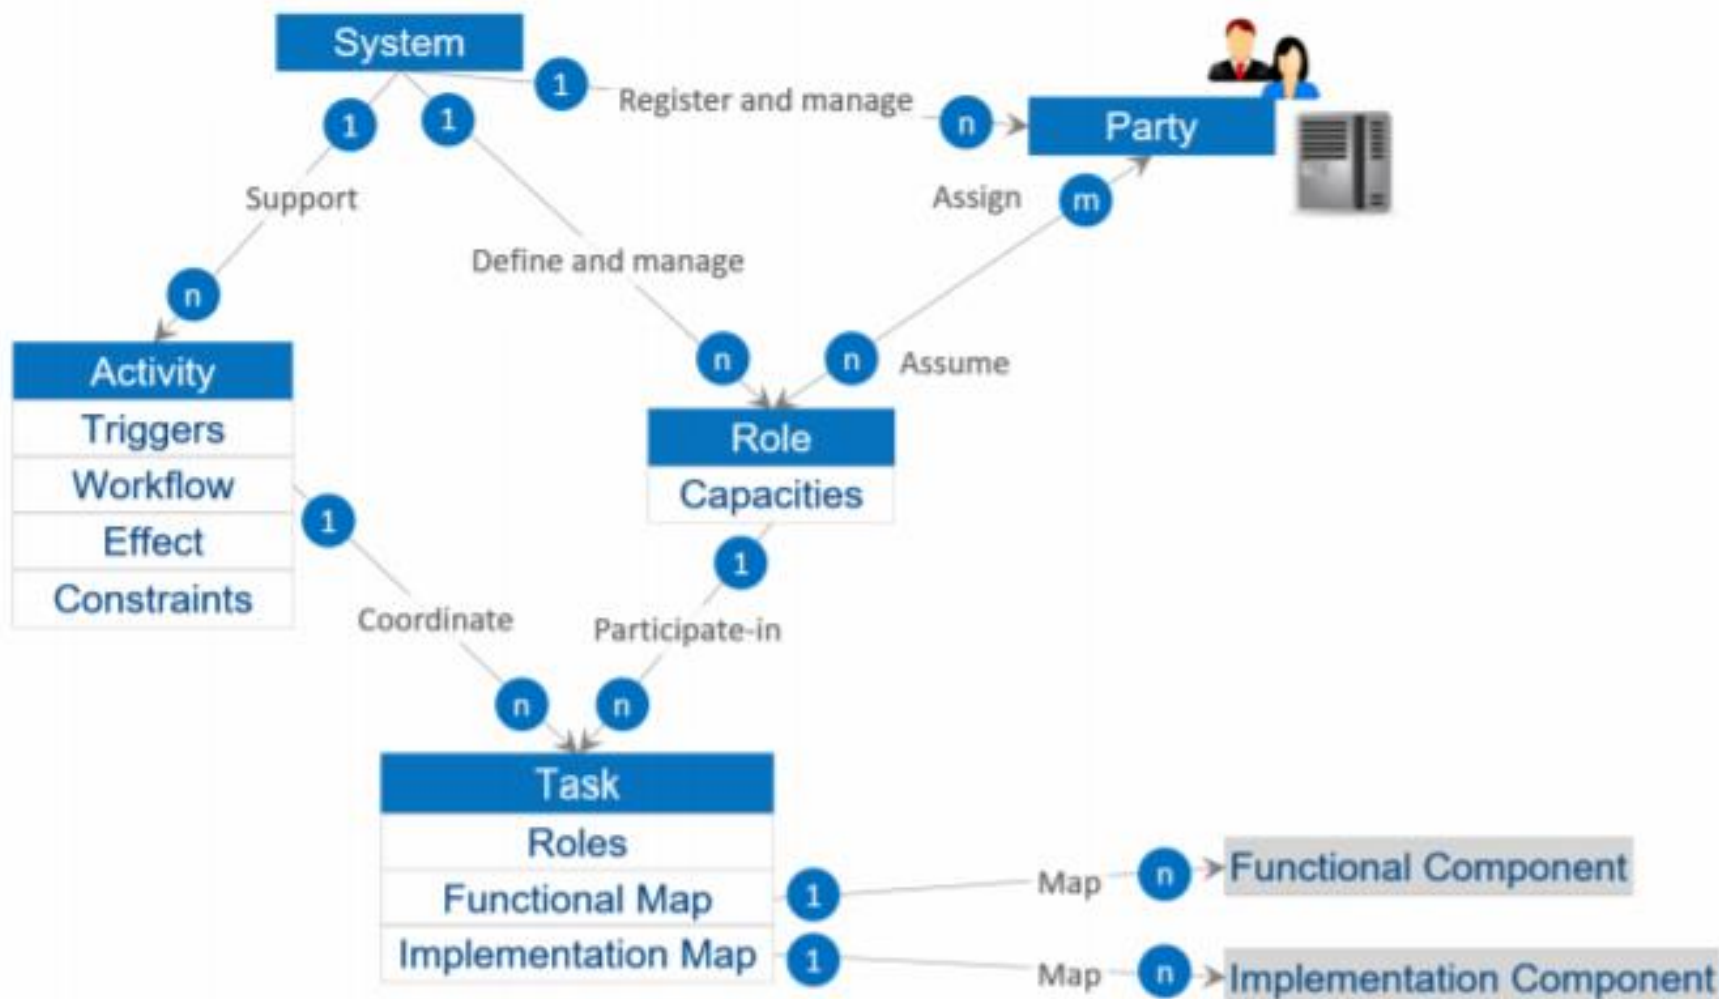 System
1
Register and manage
n
Party
1
1
Support
Assign
m
Define and manage
n
n
n
Assume
Activity
Triggers
Workflow
Effect
Constraints
Role
Capacities
1
1
Coordinate
Participate-in
n
n
Task
Roles
Functional Map
Implementation Map
1
Map
n
Functional Component
1
Map
n
Implementation Component